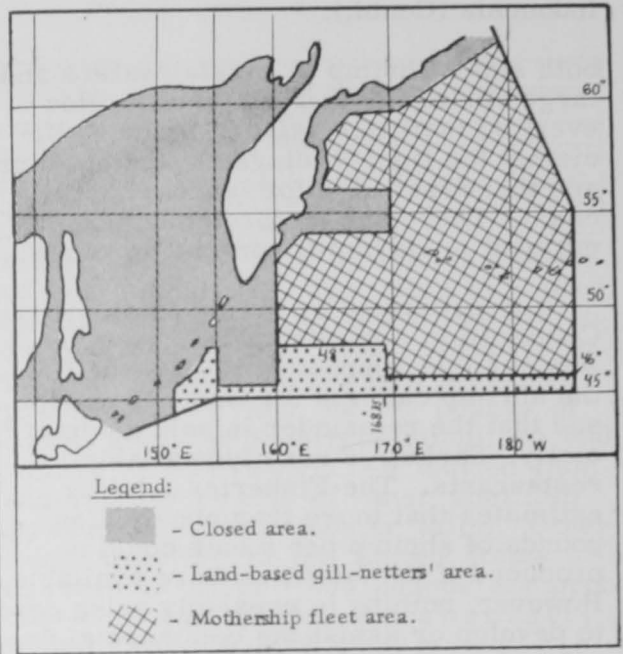 60°
55°
50°
48
46°
45°
168°35'
150°E
160°E
170°E
180°W
Legend:
- Closed area.
- Land-based gill-netters' area.
- Mothership fleet area.